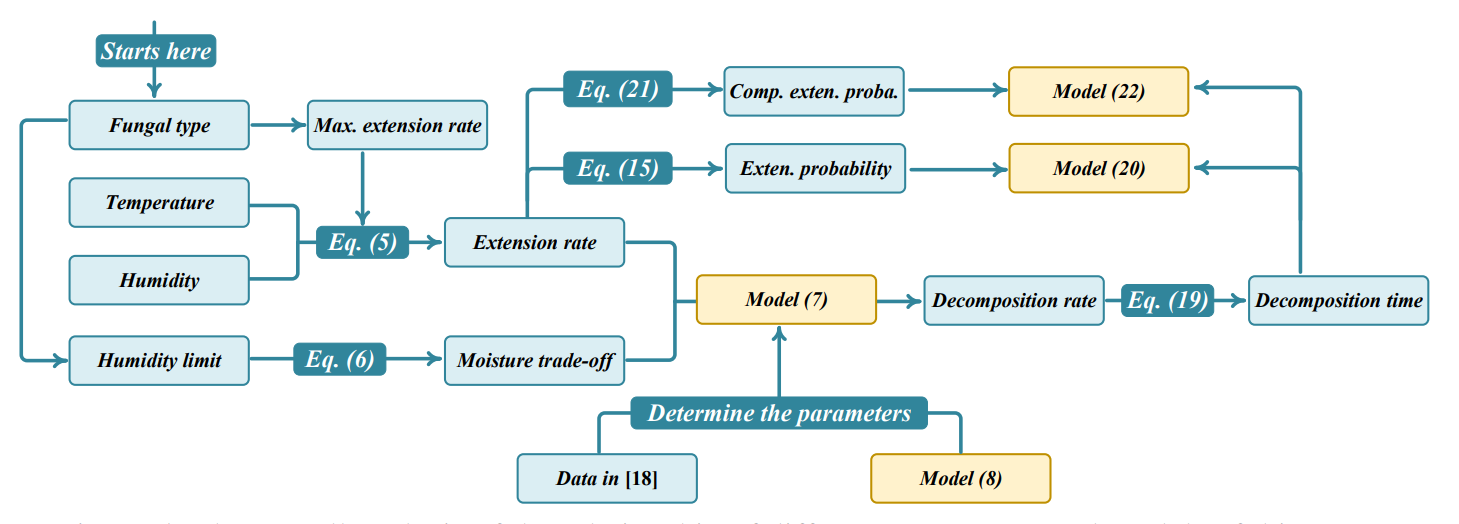 Starts here
Fungal type
Max. extension rate
Temperature
Humidity
Eq. (5)
Extension rate
Humidity limit
Eq. (6)
Moisture trade-off
Eq. (21)
Comp. exten. proba.
Model (22)
Eq. (15)
Exten. probability
Model (20)
Model (7)
Decomposition rate
Eq. (19)
Decomposition time
Determine the parameters
Data in [18]
Model (8)